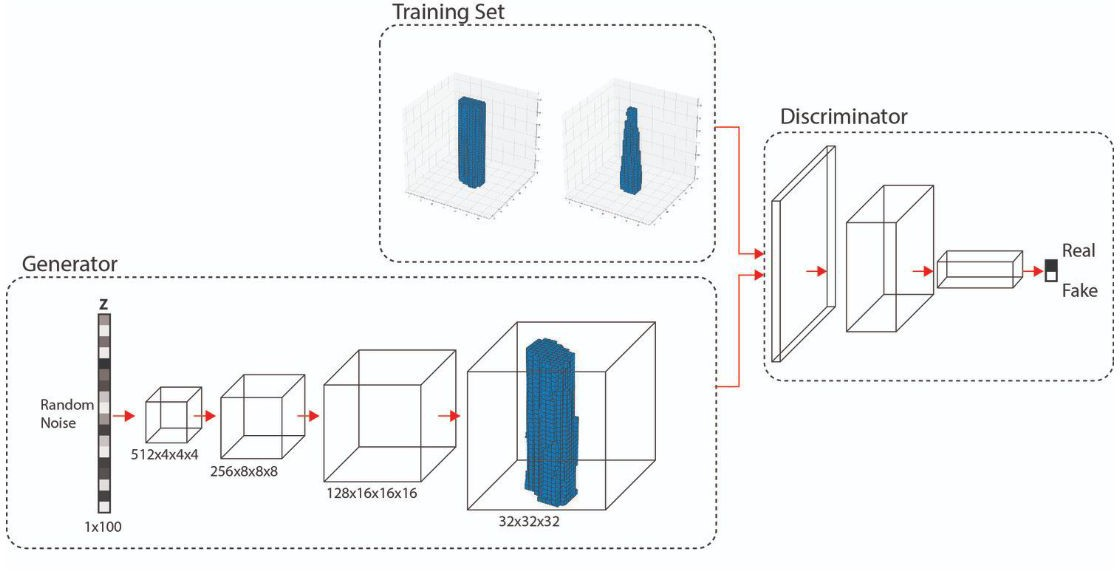 Training Set
Discriminator
Real
Fake
Generator
Z
Random
Noise
512x4x4x4
256x8x8x8
128x16x16x16
32x32x32
1x100